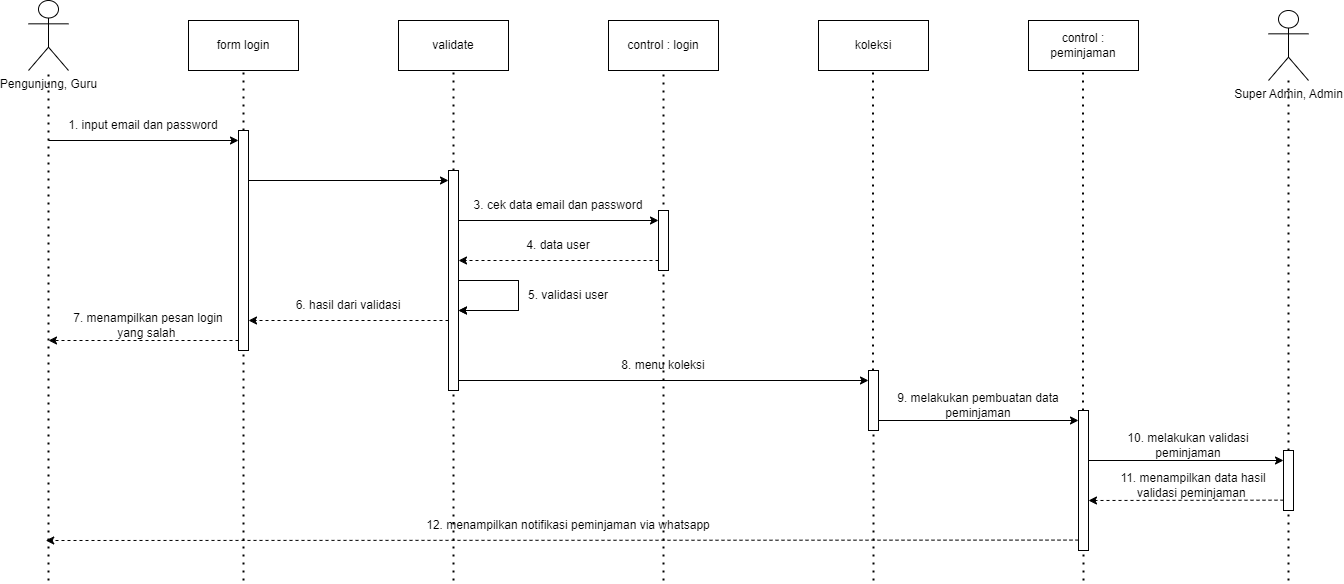 form login
validate
control : login
koleksi
control :
peminjaman
Pengunjung, Guru
Super Admin, Admin
1. input email dan password
3. cek data email dan password
4. data user
5. validasi user
6. hasil dari validasi
7. menampilkan pesan login
yang salah
8. menu koleksi
9. melakukan pembuatan data
peminjaman
10. melakukan validasi
peminjaman
11. menampilkan data hasil
validasi peminjaman
12. menampilkan notifikasi peminjaman via whatsapp